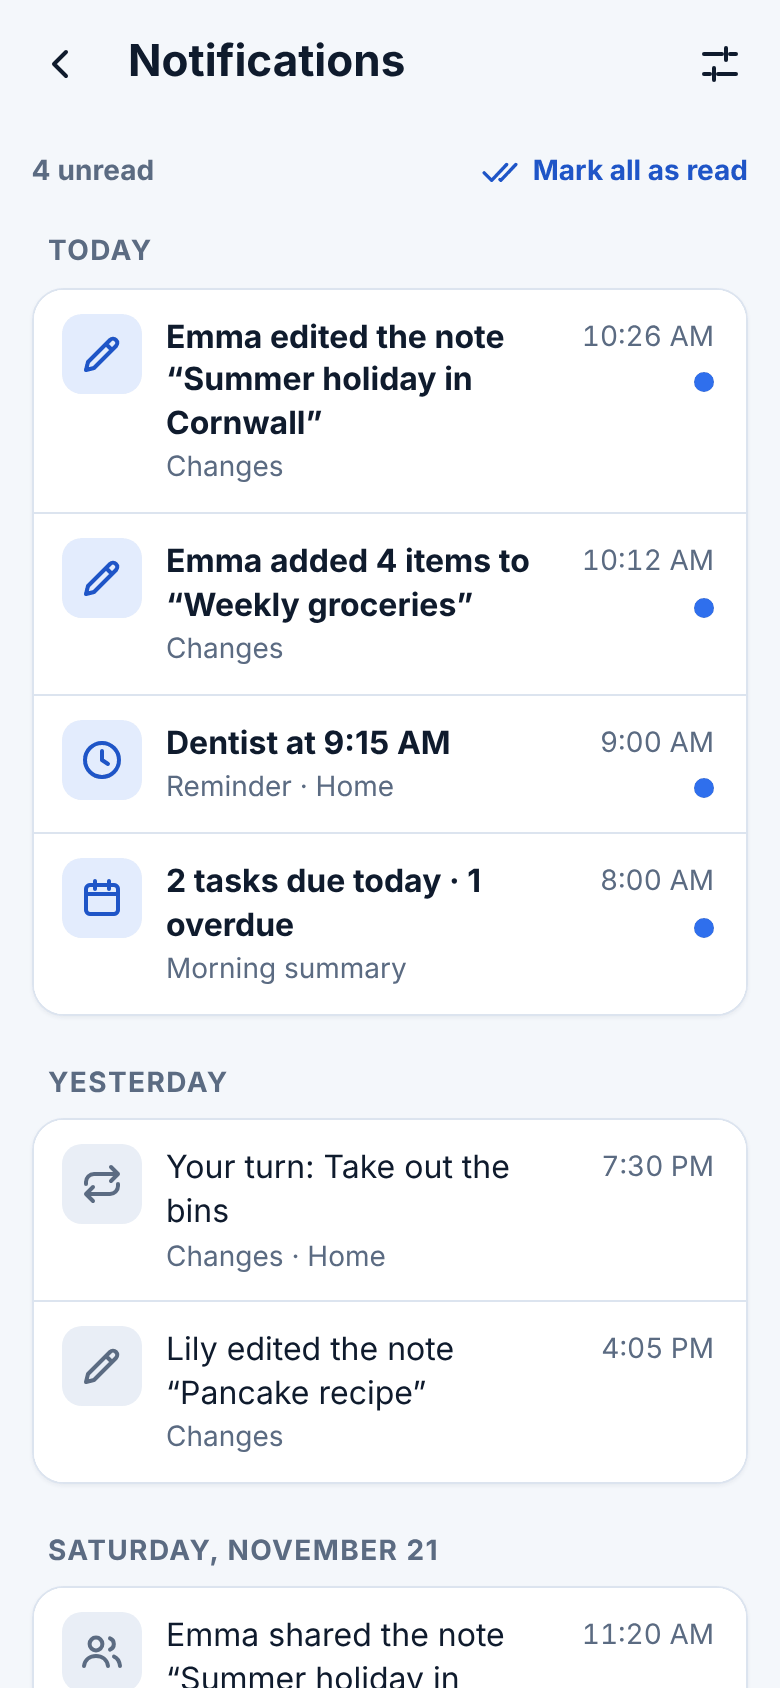 Notifications
4 unread
Mark all as read
TODAY
Emma edited the note
“Summer holiday in
Cornwall”
Changes
10:26 AM
Emma added 4 items to
“Weekly groceries”
Changes
10:12 AM
Dentist at 9:15 AM
Reminder · Home
9:00 AM
2 tasks due today · 1
overdue
Morning summary
8:00 AM
YESTERDAY
Your turn: Take out the
bins
Changes · Home
7:30 PM
Lily edited the note
“Pancake recipe”
Changes
4:05 PM
SATURDAY, NOVEMBER 21
Emma shared the note
“Summer holiday in
11:20 AM